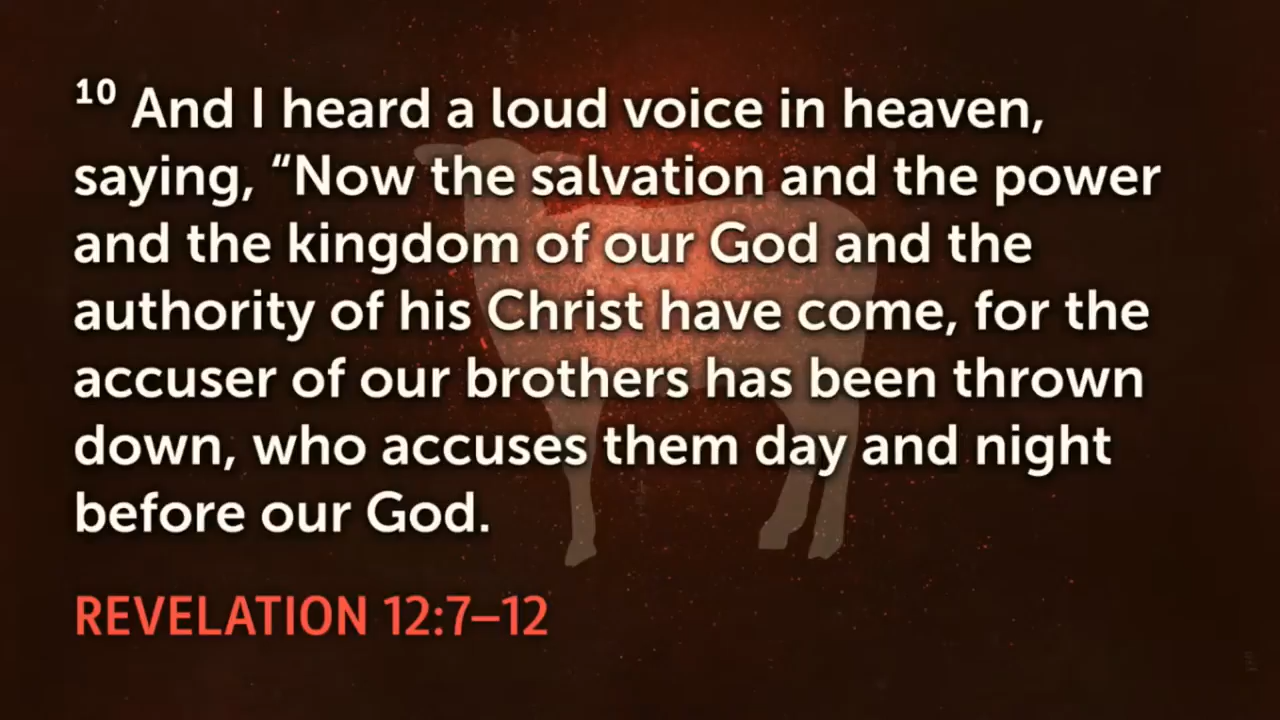 10 And I heard a loud voice in heaven,
saying, “Now the salvation and the power
and the kingdom of our God and the
authority of his Christ have come, for the
accuser of our brothers has been thrown
down, who accuses them day and night
before our God.
REVELATION 12:7–12